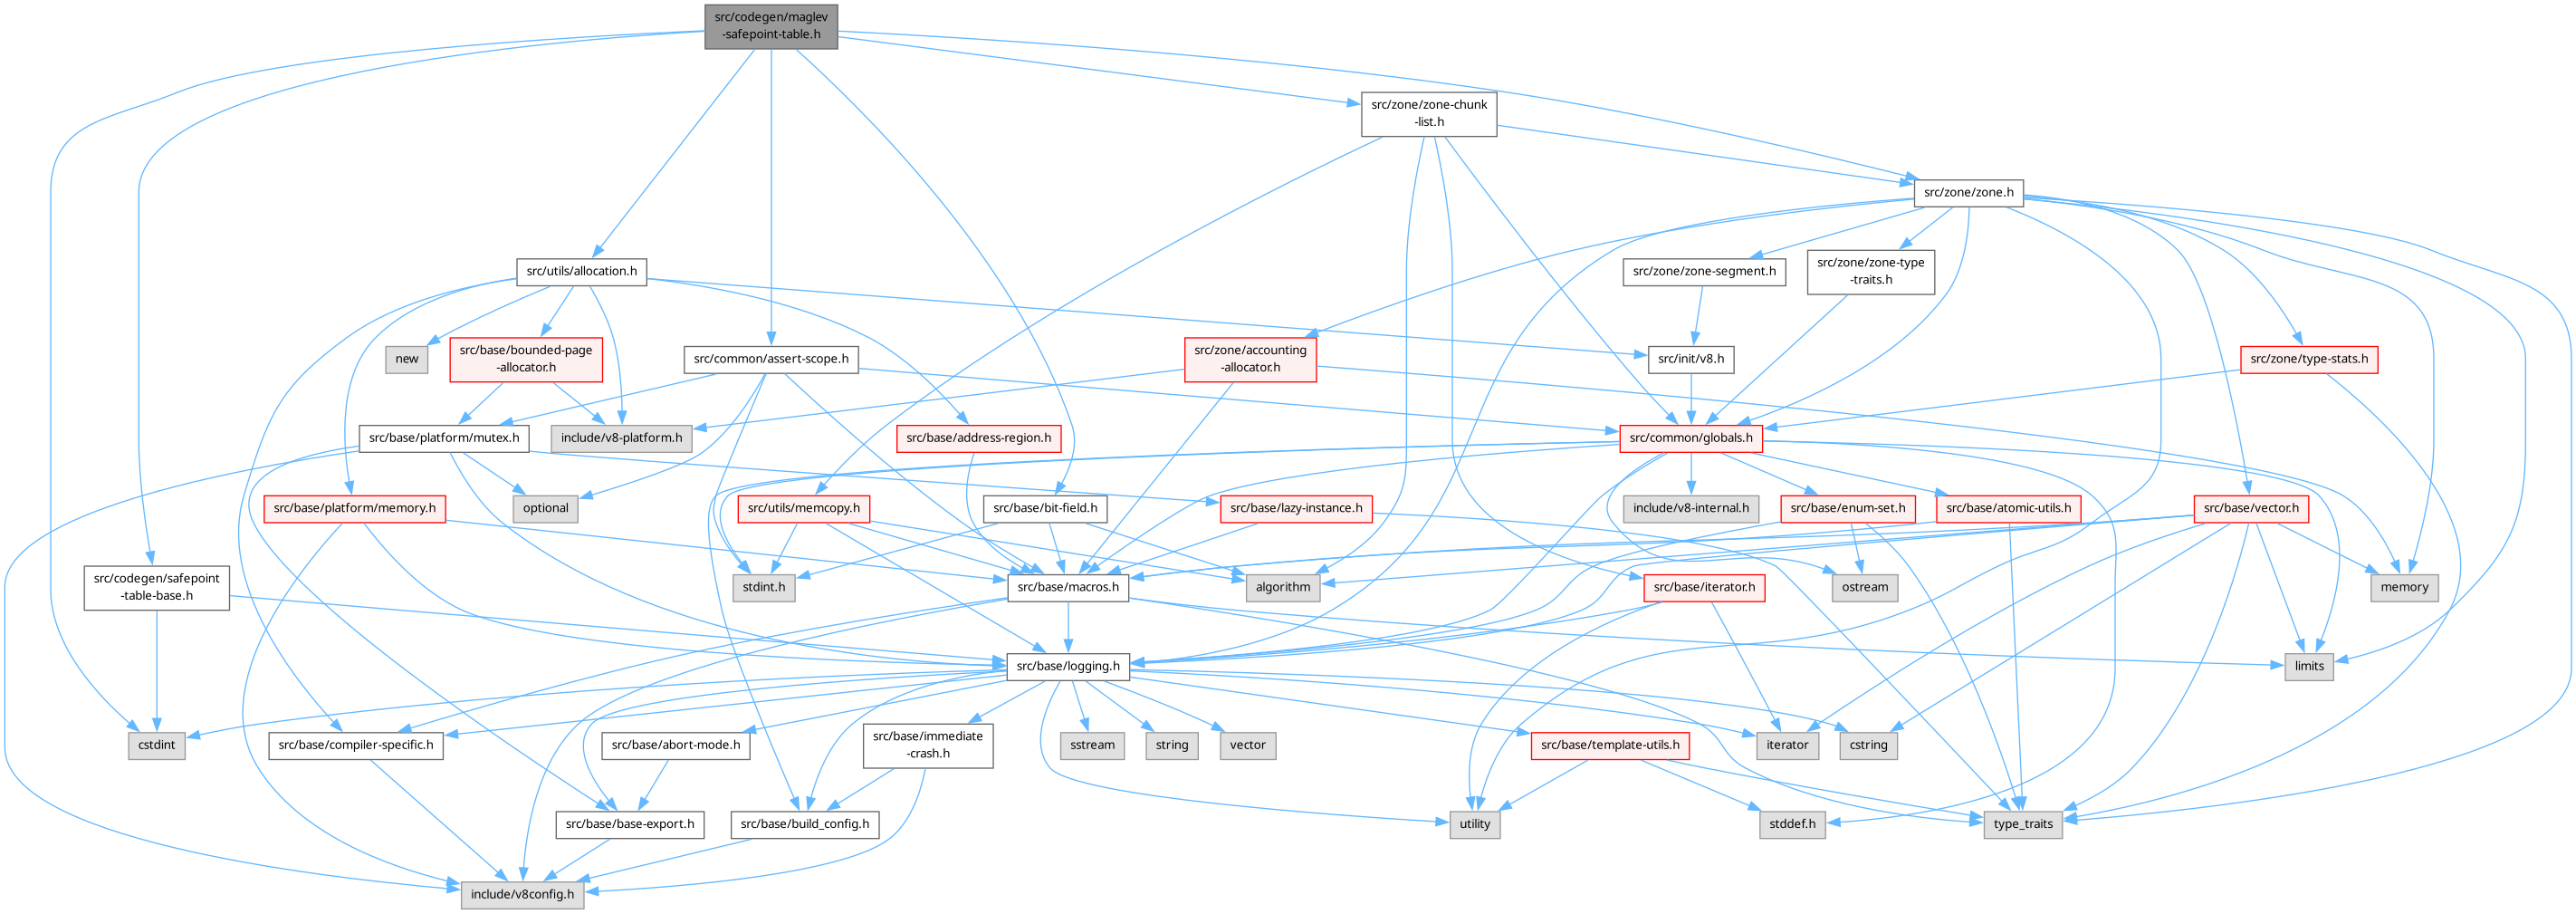 src/codegen/maglev
-safepoint-table.h
src/zone/zone-chunk
-list.h
src/zone/zone.h
src/utils/allocation.h
src/zone/zone-segment.h
src/zone/zone-type
-traits.h
new
src/base/bounded-page
-allocator.h
src/common/assert-scope.h
src/zone/accounting
-allocator.h
src/init/v8.h
src/zone/type-stats.h
src/base/platform/mutex.h
include/v8-platform.h
src/base/address-region.h
src/common/globals.h
src/base/platform/memory.h
optional
src/utils/memcopy.h
src/base/bit-field.h
src/base/lazy-instance.h
include/v8-internal.h
src/base/enum-set.h
src/base/atomic-utils.h
src/base/vector.h
src/codegen/safepoint
-table-base.h
stdint.h
src/base/macros.h
algorithm
src/base/iterator.h
ostream
memory
src/base/logging.h
limits
cstdint
src/base/compiler-specific.h
src/base/abort-mode.h
src/base/immediate
-crash.h
sstream
string
vector
src/base/template-utils.h
iterator
cstring
src/base/base-export.h
src/base/build_config.h
utility
stddef.h
type_traits
include/v8config.h